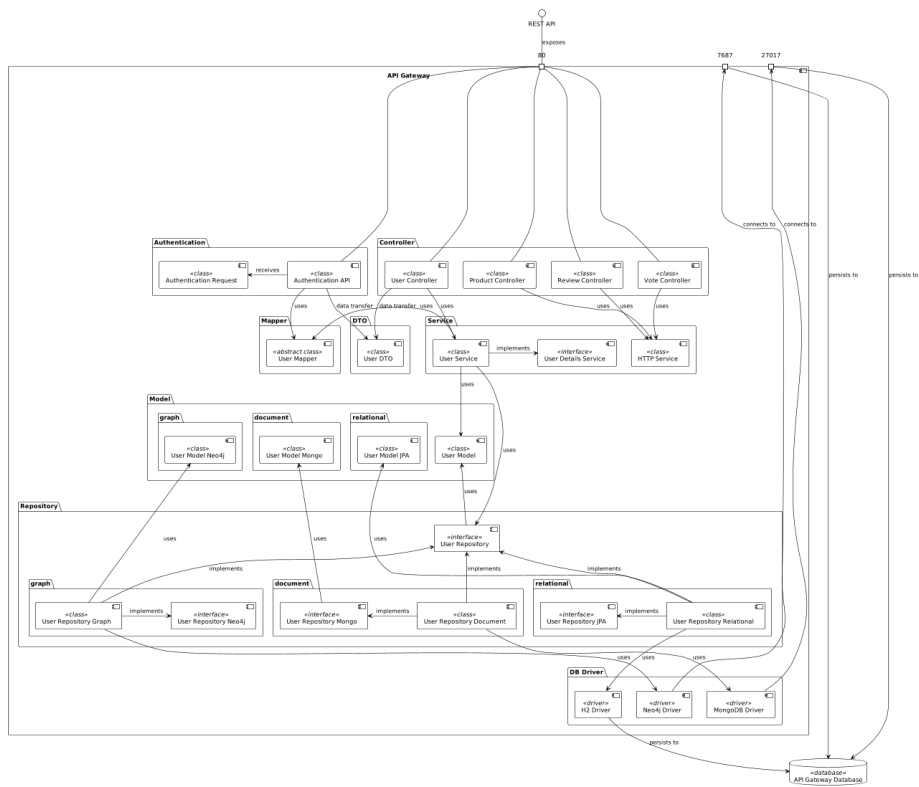 REST API
exposes
80
7687
27017
API Gateway
connects to
connects to
persists to
persists to
Authentication
Controller
«class»
Authentication Request
receives
«class»
Authentication API
«class»
User Controller
«class»
Product Controller
«class»
Review Controller
«class»
Vote Controller
uses
data transfer
data transfer
uses
uses
uses
uses
uses
Mapper
DTO
Service
«abstract class»
User Mapper
«class»
User DTO
«class»
User Service
implements
«interface»
User Details Service
«class»
HTTP Service
uses
Model
graph
document
relational
«class»
User Model Neo4j
«class»
User Model Mongo
«class»
User Model JPA
«class»
User Model
uses
uses
Repository
«interface»
User Repository
uses
uses
uses
implements
implements
implements
graph
document
relational
«class»
User Repository Graph
implements
«interface»
User Repository Neo4j
«interface»
User Repository Mongo
implements
«class»
User Repository Document
«interface»
User Repository JPA
implements
«class»
User Repository Relational
uses
uses
uses
DB Driver
«driver»
H2 Driver
«driver»
Neo4j Driver
«driver»
MongoDB Driver
persists to
«database»
API Gateway Database